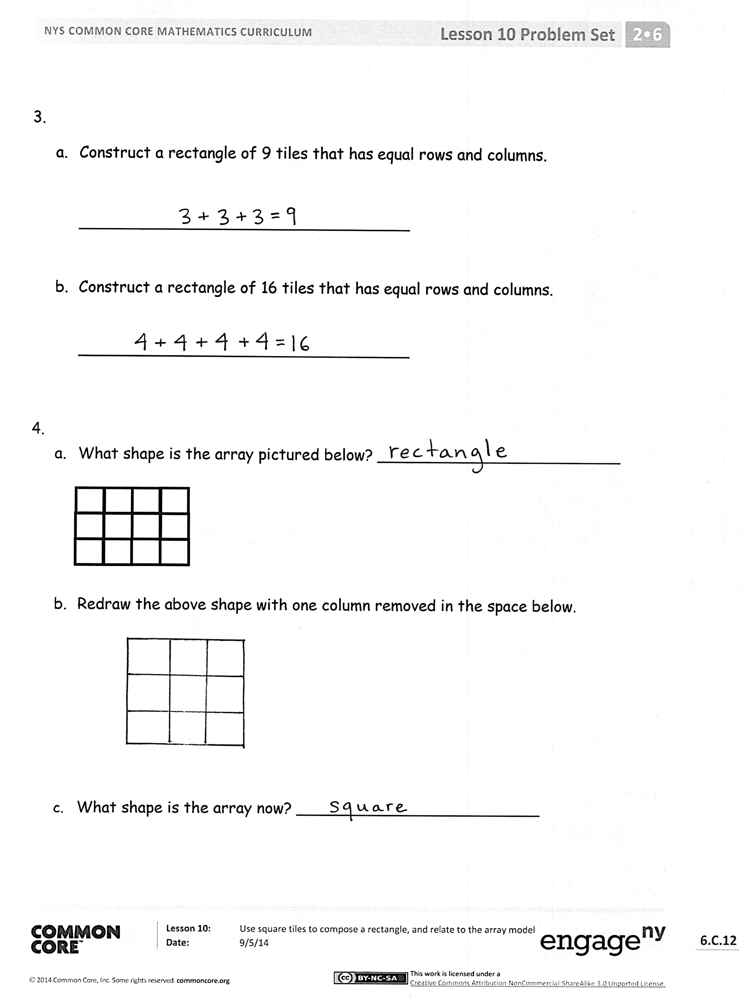 NYS COMMON CORE MATHEMATICS CURRICULUM Lesson 10 Problem Set 2•6
3.
a. Construct a rectangle of 9 tiles that has equal rows and columns.
3 + 3 + 3 = 9
b. Construct a rectangle of 16 tiles that has equal rows and columns.
4 + 4 + 4 + 4 = 16
4.
a. What shape is the array pictured below? rectangle
b. Redraw the above shape with one column removed in the space below.
c. What shape is the array now? square
COMMON CORE™
Lesson 10: Use square tiles to compose a rectangle, and relate to the array model
Date: 9/5/14
engage ny
6.C.12
© 2014 Common Core, Inc. Some rights reserved. commoncore.org
cc BY-NC-SA
This work is licensed under a
Creative Commons Attribution-NonCommercial-ShareAlike 3.0 Unported License.